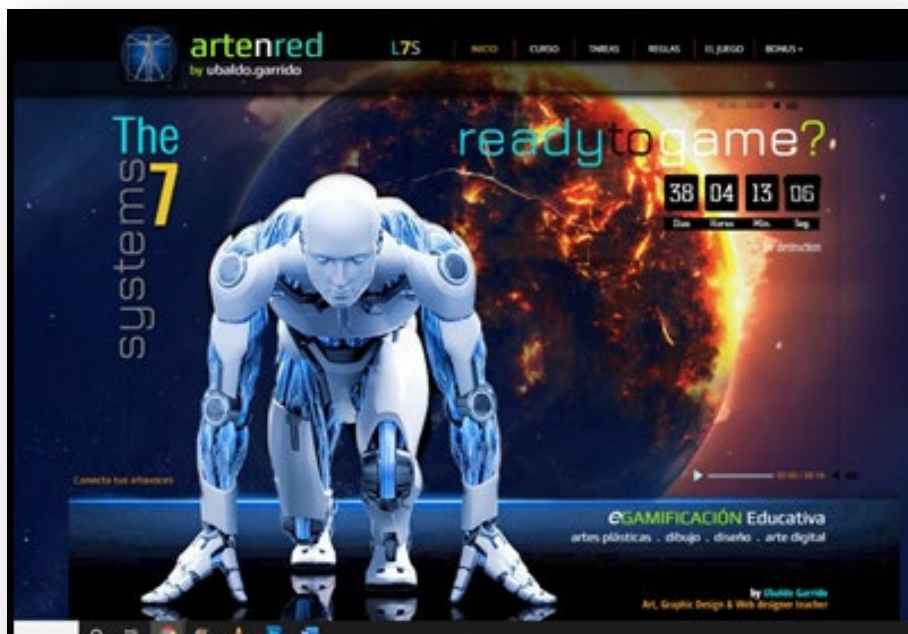 artenred
by ubaldo.garrido
L7S INICIO CURSO TAREAS REGLAS EL JUEGO BONUS
The
systems 7
readytogame?
38 04 13 06
Días Horas Min. Seg.
destruction
Conecta tus altavoces
eGAMIFICACIÓN Educativa
artes plásticas . dibujo . diseño . arte digital
by Ubaldo Garrido
Art, Graphic Design & Web designer teacher